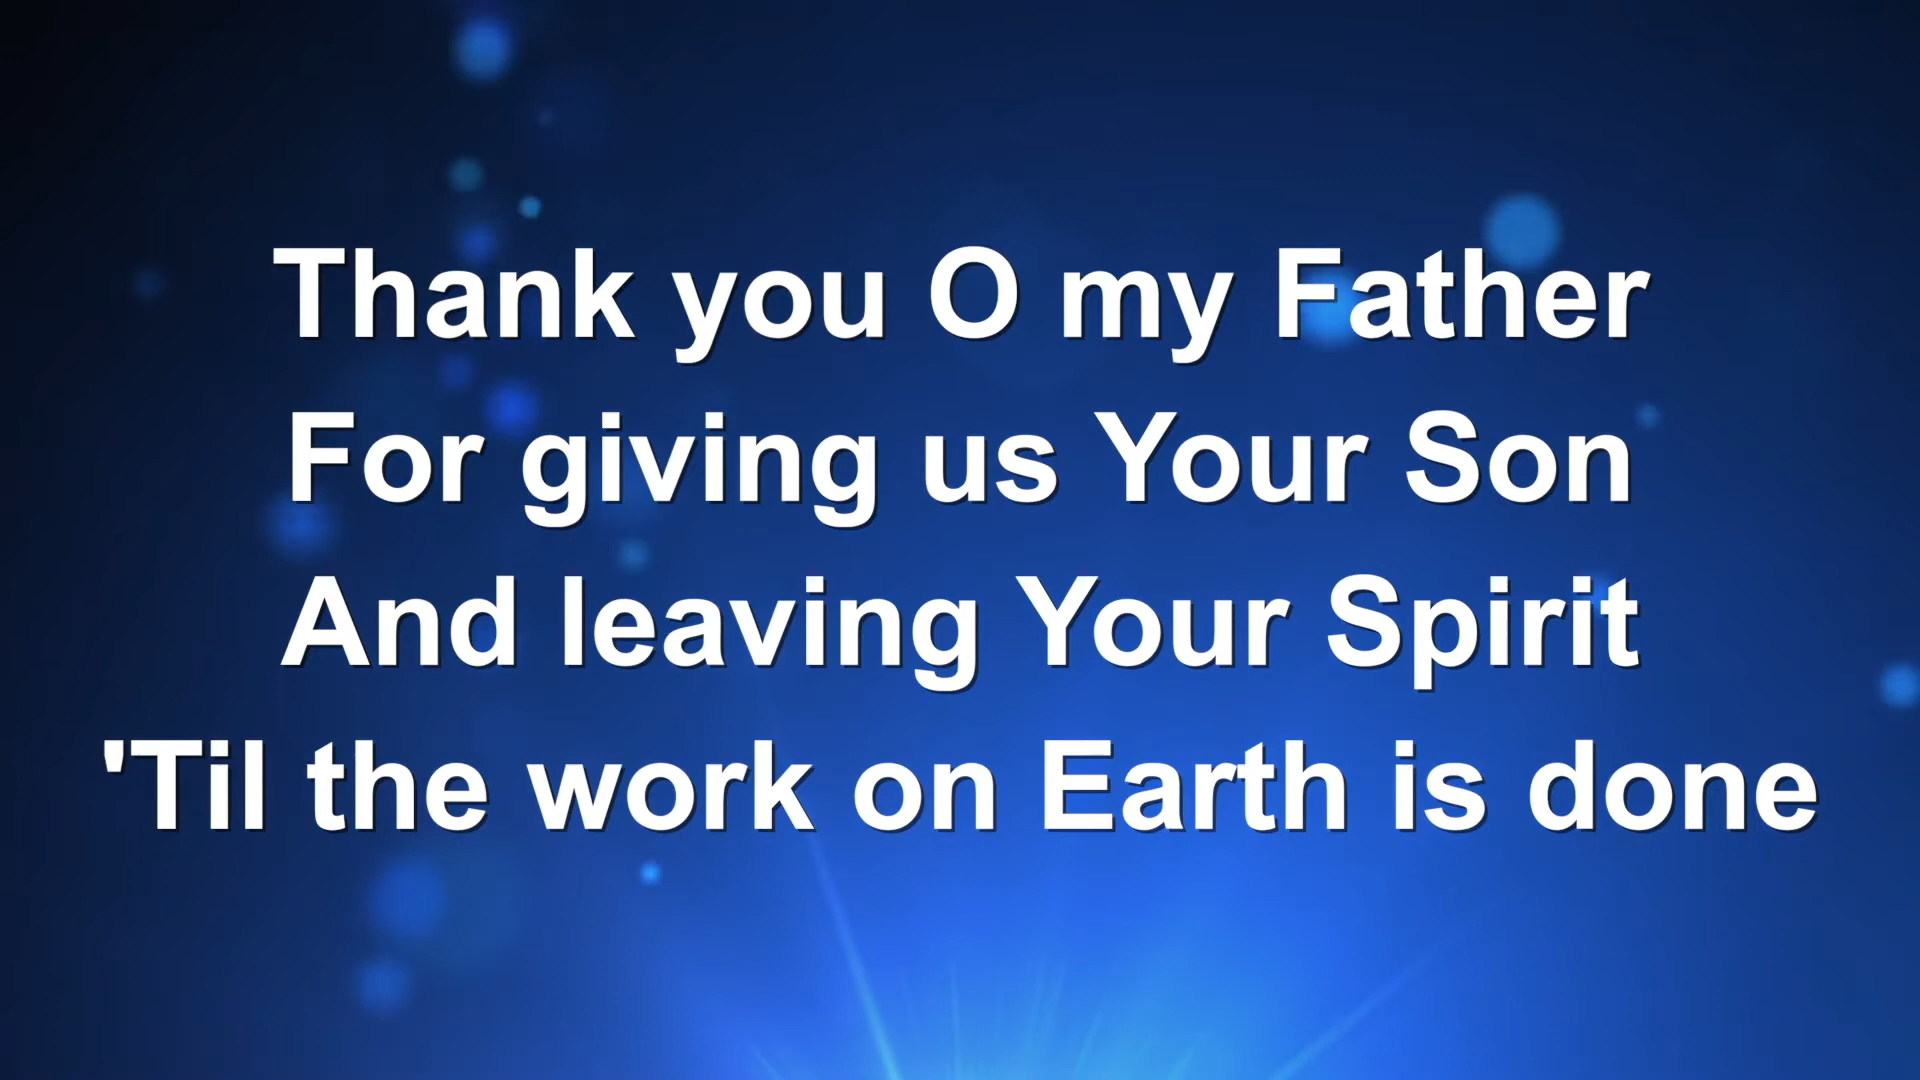 Thank you O my Father
For giving us Your Son
And leaving Your Spirit
'Til the work on Earth is done